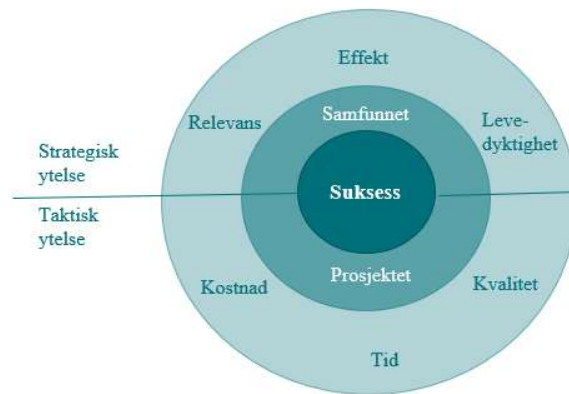 Effekt
Relevans
Samfunnet
Leve-
dyktighet
Strategisk
ytelse
Suksess
Taktisk
ytelse
Prosjektet
Kostnad
Kvalitet
Tid